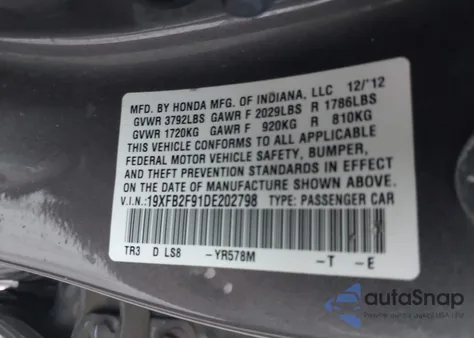 MFD. BY HONDA MFG. OF INDIANA, LLC 12/'12
GVWR 3792LBS GAWR F 2029LBS R 1786LBS
GVWR 1720KG GAWR F 920KG R 810KG
THIS VEHICLE CONFORMS TO ALL APPLICABLE
FEDERAL MOTOR VEHICLE SAFETY, BUMPER,
AND THEFT PREVENTION STANDARDS IN EFFECT
ON THE DATE OF MANUFACTURE SHOWN ABOVE.
V.I.N.:19XFB2F91DE202798 TYPE: PASSENGER CAR
TR3 D LS8 -YR578M -T -E
autoSnap